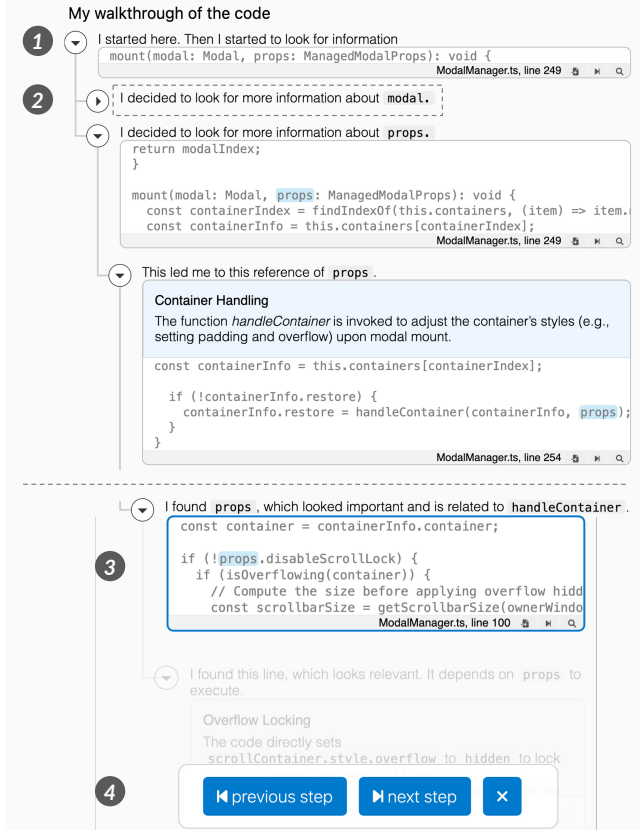 My walkthrough of the code
1
I started here. Then I started to look for information
mount(modal: Modal, props: ManagedModalProps): void {
ModalManager.ts, line 249
2
I decided to look for more information about modal.
I decided to look for more information about props.
return modalIndex;
}
mount(modal: Modal, props: ManagedModalProps): void {
const containerIndex = findIndexOf(this.containers, (item) => item.
const containerInfo = this.containers[containerIndex];
ModalManager.ts, line 249
This led me to this reference of props .
Container Handling
The function handleContainer is invoked to adjust the container's styles (e.g.,
setting padding and overflow) upon modal mount.
const containerInfo = this.containers[containerIndex];
if (!containerInfo.restore) {
containerInfo.restore = handleContainer(containerInfo, props);
}
}
ModalManager.ts, line 254
I found props , which looked important and is related to handleContainer .
const container = containerInfo.container;
3
if (!props.disableScrollLock) {
if (isOverflowing(container)) {
// Compute the size before applying overflow hidd
const scrollbarSize = getScrollbarSize(ownerWindo
ModalManager.ts, line 100
I found this line, which looks relevant. It depends on props to
execute.
Overflow Locking
The code directly sets
scrollContainer.style.overflow to hidden to lock
4
previous step
next step
×